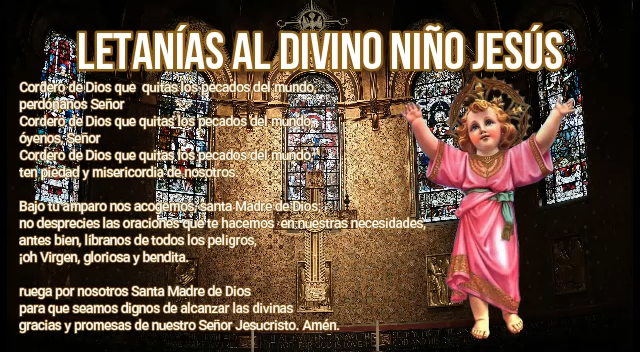 LETANÍAS AL DIVINO NIÑO JESÚS
Cordero de Dios que quitas los pecados del mundo,
perdónanos Señor
Cordero de Dios que quitas los pecados del mundo,
óyenos, Señor
Cordero de Dios que quitas los pecados del mundo,
ten piedad y misericordia de nosotros.
Bajo tu amparo nos acogemos, santa Madre de Dios;
no desprecies las oraciones que te hacemos en nuestras necesidades,
antes bien, líbranos de todos los peligros,
¡oh Virgen, gloriosa y bendita.
ruega por nosotros Santa Madre de Dios
para que seamos dignos de alcanzar las divinas
gracias y promesas de nuestro Señor Jesucristo. Amén.